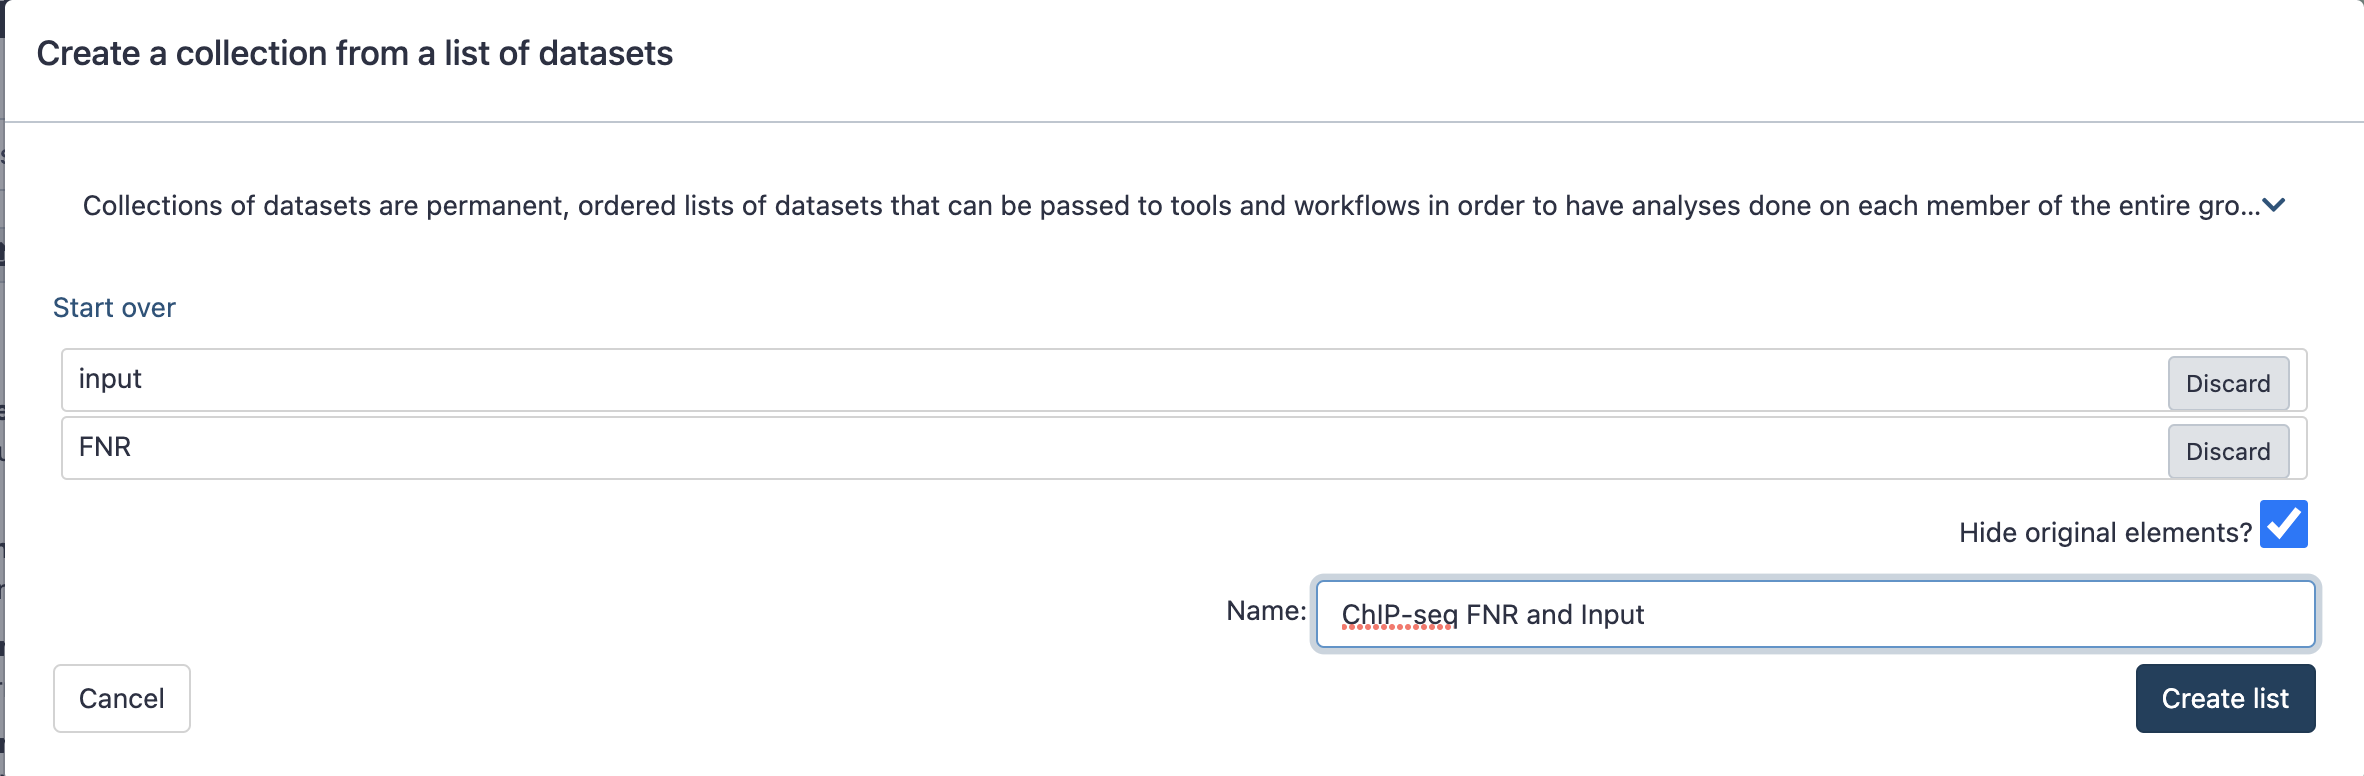 Create a collection from a list of datasets
Collections of datasets are permanent, ordered lists of datasets that can be passed to tools and workflows in order to have analyses done on each member of the entire gro...
Start over
input
Discard
FNR
Discard
Hide original elements?
Name: ChIP-seq FNR and Input
Cancel
Create list